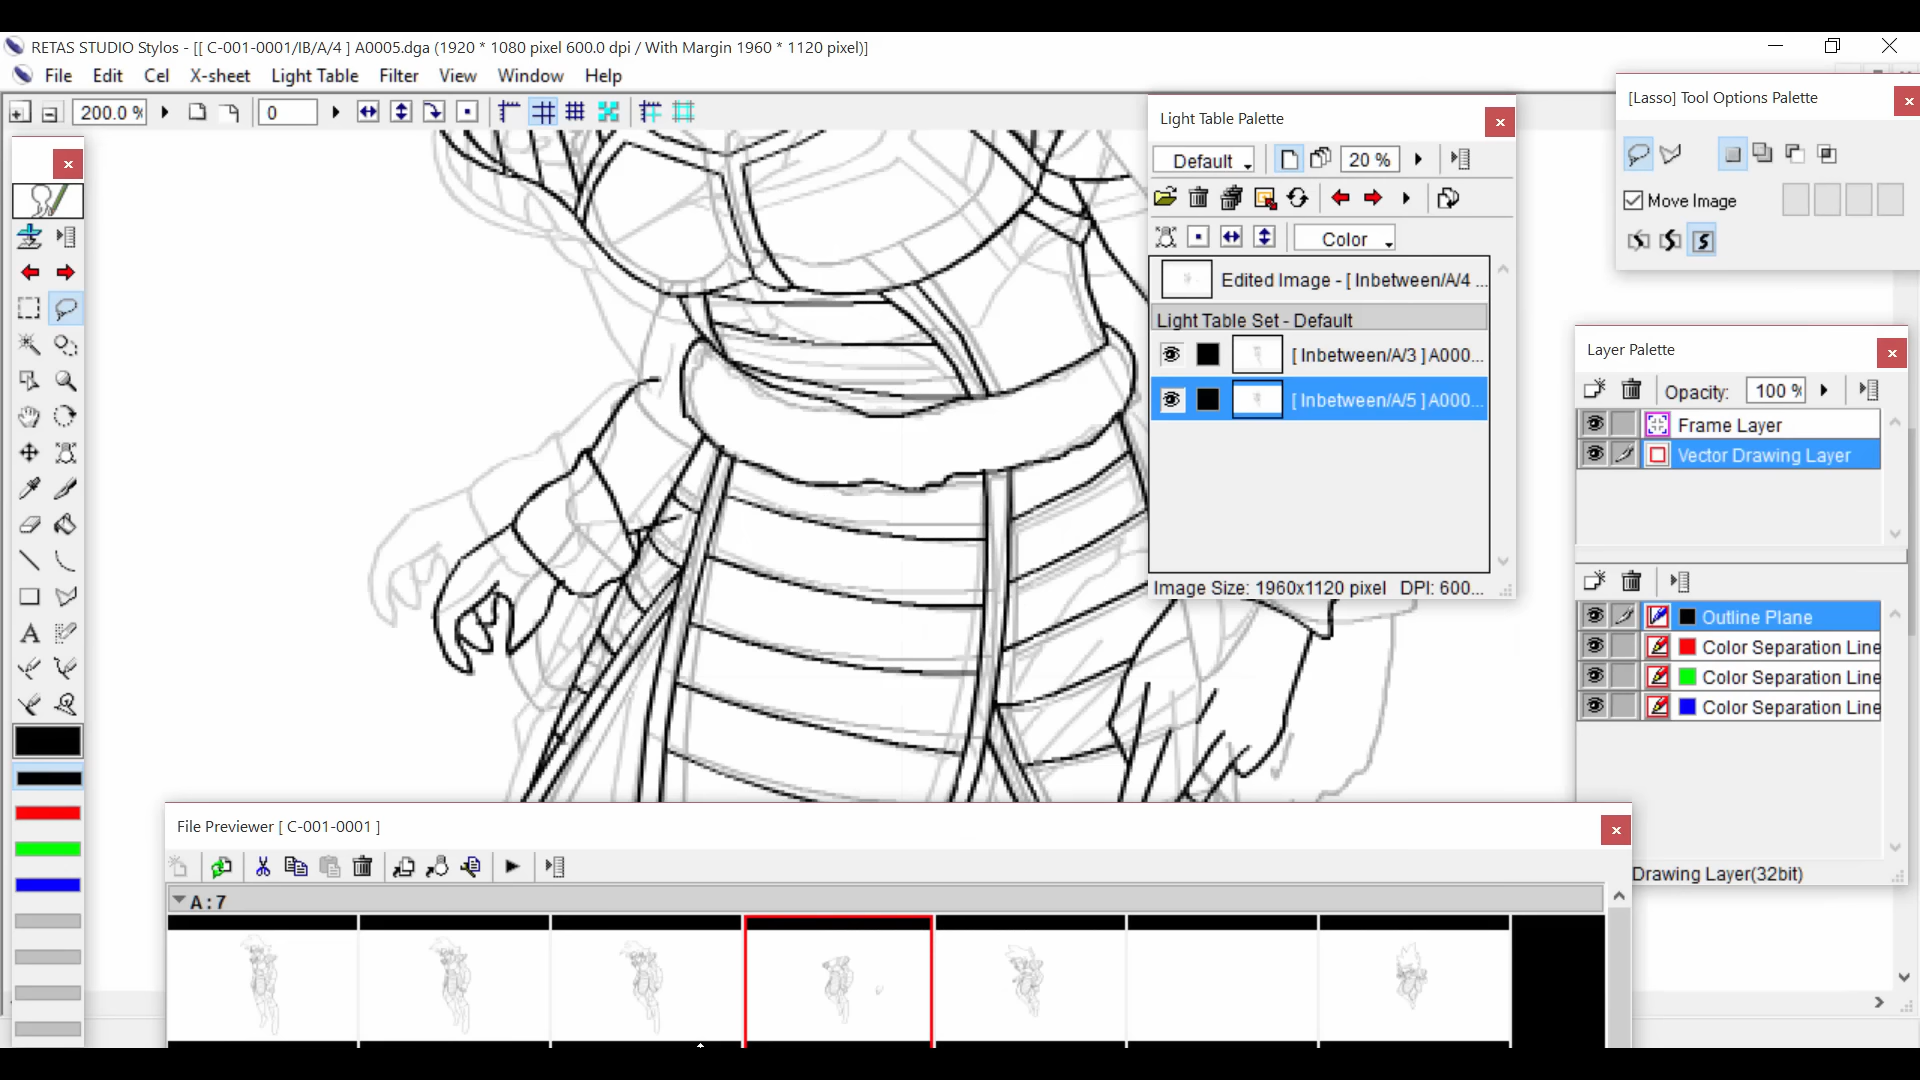 RETAS STUDIO Stylos - [[ C-001-0001/IB/A/4 ] A0005.dga (1920 * 1080 pixel 600.0 dpi / With Margin 1960 * 1120 pixel)]
File Edit Cel X-sheet Light Table Filter View Window Help
200.0 %
0
Light Table Palette
Default
20 %
Color
Edited Image - [ Inbetween/A/4 ...
Light Table Set - Default
[ Inbetween/A/3 ] A000...
[ Inbetween/A/5 ] A000...
Image Size: 1960x1120 pixel DPI: 600...
[Lasso] Tool Options Palette
Move Image
Layer Palette
Opacity: 100 %
Frame Layer
Vector Drawing Layer
Outline Plane
Color Separation Line
Color Separation Line
Color Separation Line
Drawing Layer(32bit)
File Previewer [ C-001-0001 ]
A : 7